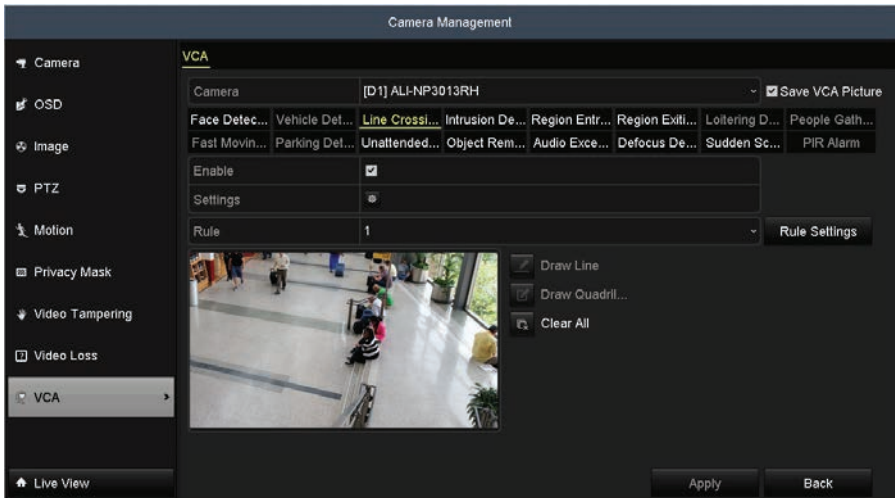 Camera Management
Camera
OSD
Image
PTZ
Motion
Privacy Mask
Video Tampering
Video Loss
VCA
Live View
VCA
Camera [D1] ALI-NP3013RH Save VCA Picture
Face Detec... Vehicle Det... Line Crossi... Intrusion De... Region Entr... Region Exiti... Loitering D... People Gath...
Fast Movin... Parking Det... Unattended... Object Rem... Audio Exce... Defocus De... Sudden Sc... PIR Alarm
Enable
Settings
Rule 1 Rule Settings
Draw Line
Draw Quadril...
Clear All
Apply Back